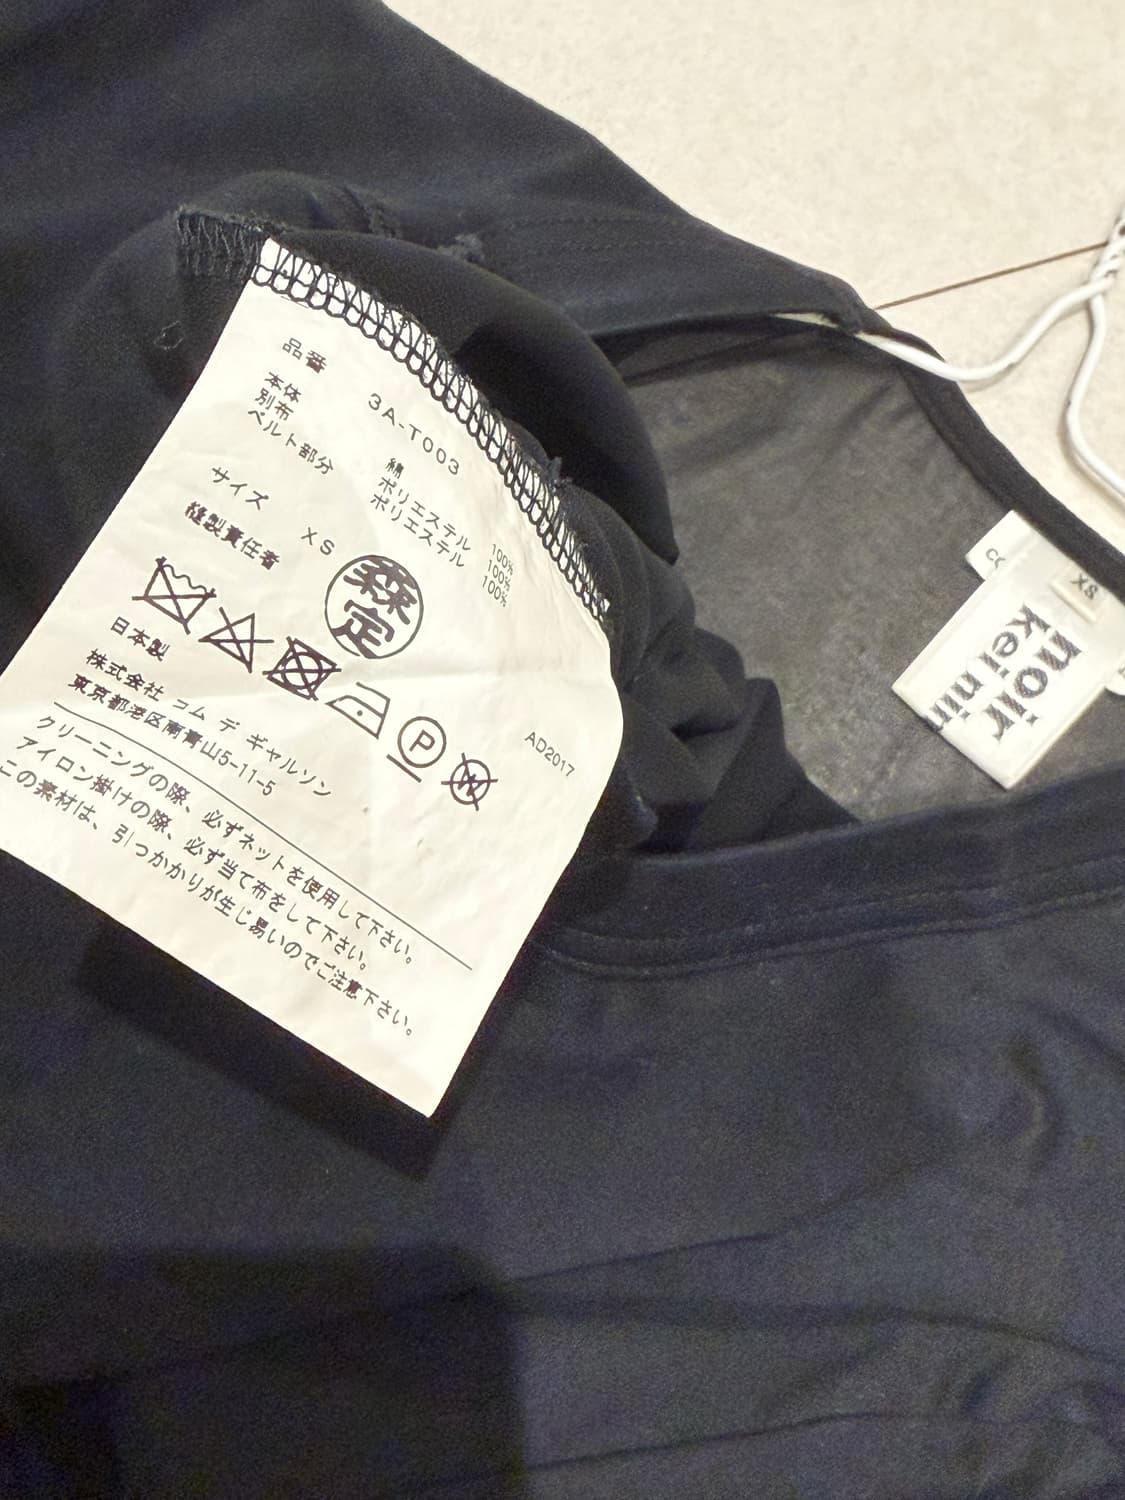 品番 3A-T003
本体 綿 100%
別布 ポリエステル 100%
ベルト部分 ポリエステル 100%
サイズ XS
縫製責任者 森定
P
W
日本製
AD2017
株式会社 コム デ ギャルソン
東京都港区南青山5-11-5
クリーニングの際、必ずネットを使用して下さい。
アイロン掛けの際、必ず当て布をして下さい。
この素材は、引っかかりが生じ易いのでご注意下さい。
XS
noir
kei ni